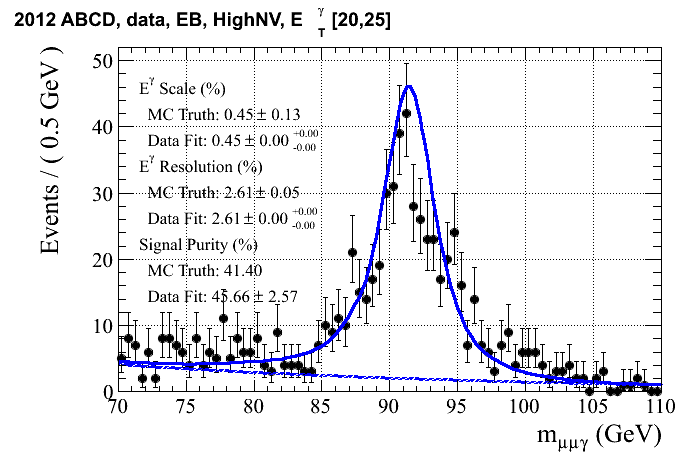 2012 ABCD, data, EB, HighNV, E γ T [20,25]
Events / ( 0.5 GeV )
50
40
30
20
10
0
E^γ Scale (%)
MC Truth: 0.45 ± 0.13
Data Fit: 0.45 ± 0.00 +0.00 -0.00
E^γ Resolution (%)
MC Truth: 2.61 ± 0.05
Data Fit: 2.61 ± 0.00 +0.00 -0.00
Signal Purity (%)
MC Truth: 41.40
Data Fit: 45.66 ± 2.57
70 75 80 85 90 95 100 105 110
m_μμγ (GeV)